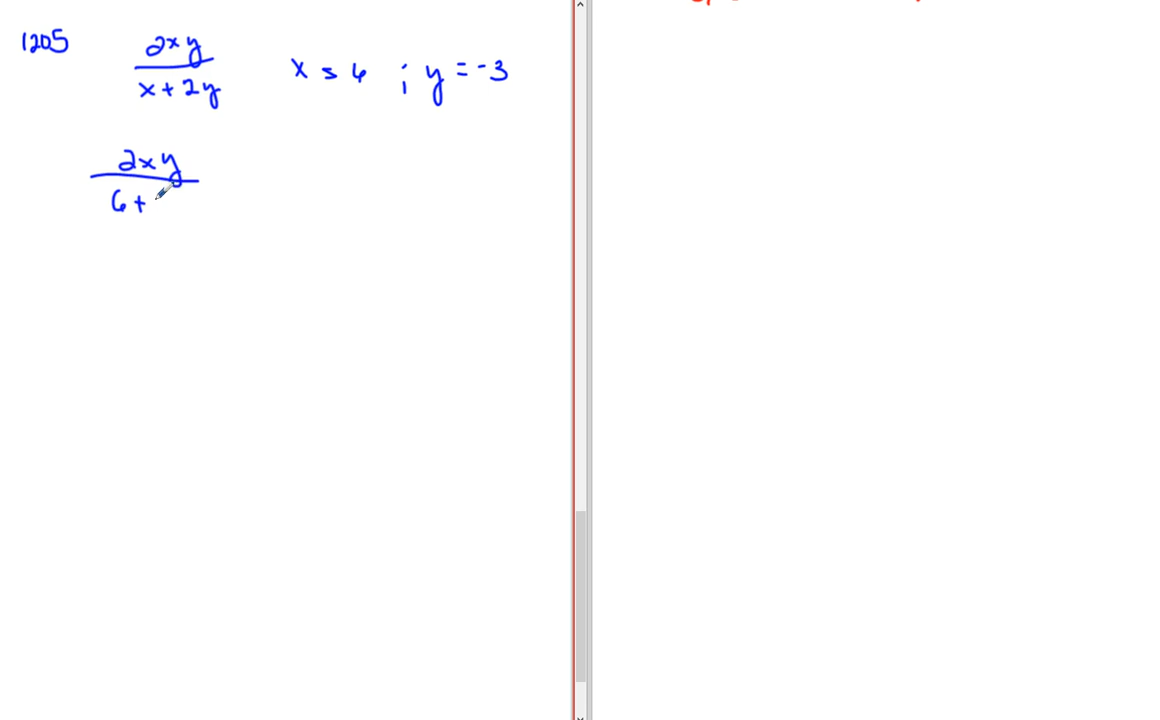 1205 2xy / x + 2y x = 6 ; y = -3
2xy / 6 +